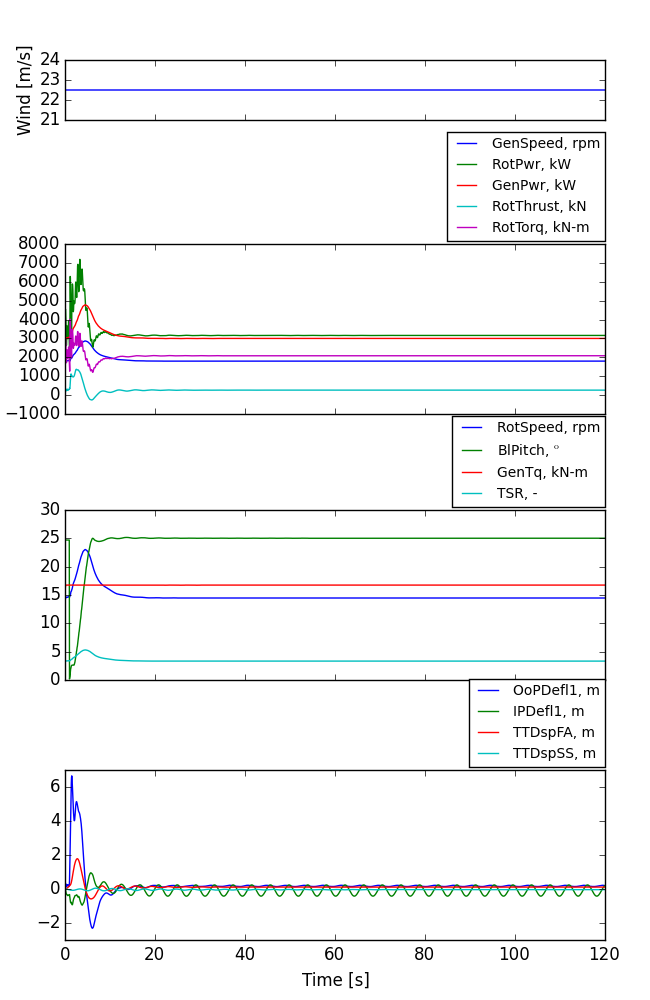 Wind [m/s]
24
23
22
21
GenSpeed, rpm
RotPwr, kW
GenPwr, kW
RotThrust, kN
RotTorq, kN-m
8000
7000
6000
5000
4000
3000
2000
1000
0
−1000
RotSpeed, rpm
BlPitch, °
GenTq, kN-m
TSR, -
30
25
20
15
10
5
0
OoPDefl1, m
IPDefl1, m
TTDspFA, m
TTDspSS, m
6
4
2
0
−2
0 20 40 60 80 100 120
Time [s]